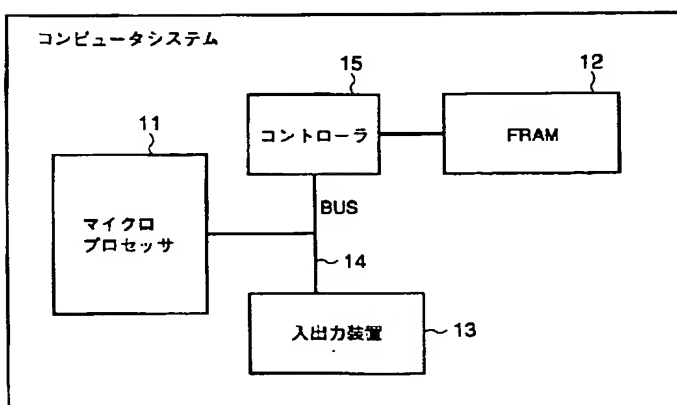 コンピュータシステム
15
12
11
コントローラ
FRAM
BUS
マイクロ
プロセッサ
14
入出力装置
13